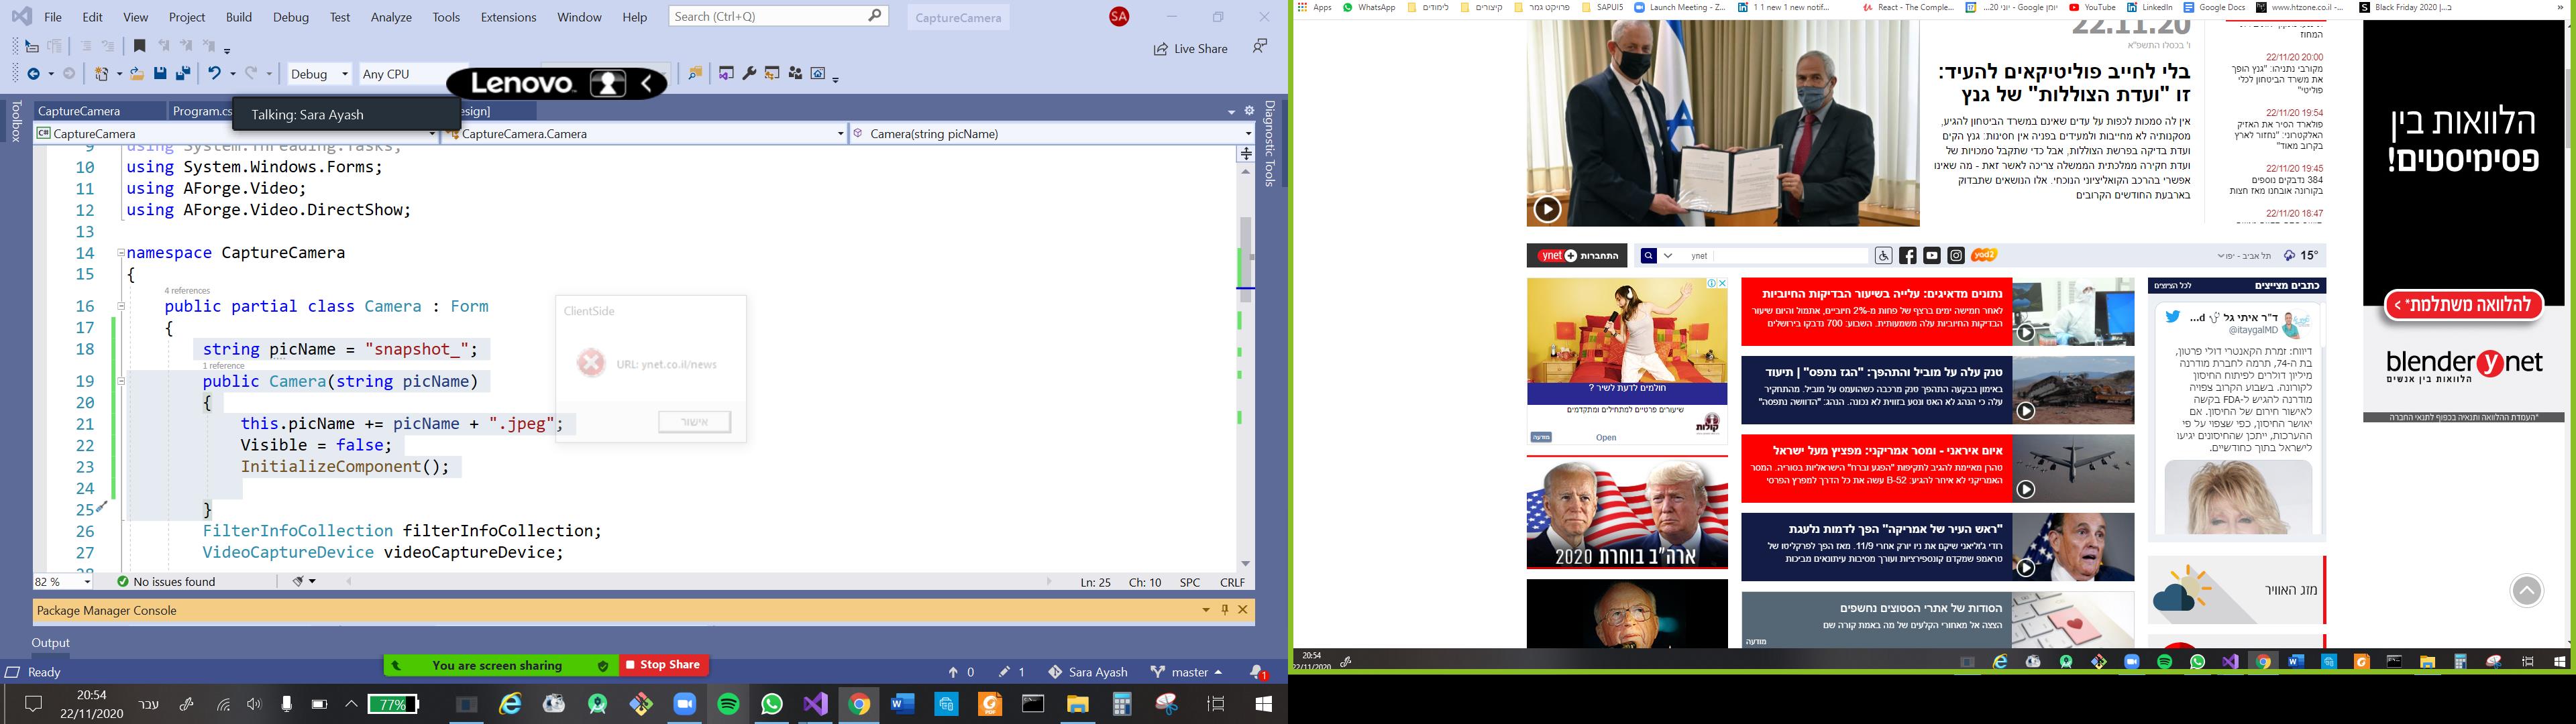 File Edit View Project Build Debug Test Analyze Tools Extensions Window Help Search (Ctrl+Q) CaptureCamera SA
Live Share
Debug Any CPU
Lenovo
CaptureCamera Program.cs esign]
Talking: Sara Ayash
CaptureCamera CaptureCamera.Camera Camera(string picName)
Toolbox
Diagnostic Tools
9 using System.Threading.Tasks;
10 using System.Windows.Forms;
11 using AForge.Video;
12 using AForge.Video.DirectShow;
13
14 namespace CaptureCamera
15 {
4 references
16 public partial class Camera : Form
17 {
18 string picName = "snapshot_";
1 reference
19 public Camera(string picName)
20 {
21 this.picName += picName + ".jpeg";
22 Visible = false;
23 InitializeComponent();
24
25 }
26 FilterInfoCollection filterInfoCollection;
27 VideoCaptureDevice videoCaptureDevice;
ClientSide
URL: ynet.co.il/news
אישור
82 % No issues found Ln: 25 Ch: 10 SPC CRLF
Package Manager Console
Output
You are screen sharing Stop Share
Ready 0 1 Sara Ayash master 1
20:54
22/11/2020
עבר
77%
Apps WhatsApp לימודים קיצורים פרויקט גמר SAPUI5 Launch Meeting - Z... 1 1 new 1 new notif... React - The Comple... יומן Google - יוני 20... YouTube LinkedIn Google Docs www.htzone.co.il -... Black Friday 2020 |...ב
22.11.20
ו' בכסלו התשפ"א
בלי לחייב פוליטיקאים להעיד:
זו "ועדת הצוללות" של גנץ
אין לה סמכות לכפות על עדים שאינם במשרד הביטחון להגיע,
מסקנותיה לא מחייבות ולמעידים בפניה אין חסינות: גנץ הקים
ועדת בדיקה בפרשת הצוללות, אבל כדי שתקבל סמכויות של
ועדת חקירה ממלכתית הממשלה צריכה לאשר זאת - מה שאינו
אפשרי בהרכב הקואליציוני הנוכחי. אלו הנושאים שתבדוק
בארבעת החודשים הקרובים
המחוז
22/11/20 20:00
מקורבי נתניהו: "גנץ הופך
את משרד הביטחון לכלי
פוליטי"
22/11/20 19:54
פולארד הסיר את האזיק
האלקטרוני: "נחזור לארץ
בקרוב מאוד"
22/11/20 19:45
384 נדבקים נוספים
בקורונה אובחנו מאז חצות
22/11/20 18:47
הלוואות בין
פסימיסטים!
להלוואה משתלמת* >
blender ynet
הלוואות בין אנשים
*העמדת ההלוואה ותנאיה בכפוף לתנאי החברה
ynet+ התחברות ynet yad2 תל אביב - יפו 15°
חולמים לדעת לשיר ?
שיעורים פרטיים למתחילים ומתקדמים
קולות
מודעה Open
ארה"ב בוחרת 2020
נתונים מדאיגים: עלייה בשיעור הבדיקות החיוביות
לאחר חמישה ימים ברצף של פחות מ-2% חיוביים, אתמול והיום שיעור
הבדיקות החיוביות עלה משמעותית. השבוע: 700 נדבקו בירושלים
טנק עלה על מוביל והתהפך: "הגז נתפס" | תיעוד
באימון בבקעה התהפך טנק מרכבה כשהועמס על מוביל. מהתחקיר
עלה כי הנהג לא האט ונסע בזווית לא נכונה. הנהג: "הדוושה נתפסה"
איום איראני - ומסר אמריקני: מפציץ מעל ישראל
טהרן מאיימת להגיב לתקיפות "הפגע וברח" הישראליות בסוריה. המסר
האמריקני לא איחר להגיע: B-52 עשה את כל הדרך למפרץ הפרסי
"ראש העיר של אמריקה" הפך לדמות נלעגת
רודי ג'וליאני שיקם את ניו יורק אחרי 11/9. מאז הפך לפרקליטו של
טראמפ שמקדם קונספירציות ועורך מסיבות עיתונאים מביכות
הסודות של אתרי הסטוצים נחשפים
הצצה אל מאחורי הקלעים של מה באמת קורה שם
מודעה
כתבים מצייצים לכל הציוצים
ד"ר איתי גל
@itaygalMD
דיווח: זמרת הקאנטרי דולי פרטון,
בת ה-74, תרמה לחברת מודרנה
מיליון דולרים לפיתוח החיסון
לקורונה. בשבוע הקרוב צפויה
מודרנה להגיש ל-FDA בקשה
לאישור חירום של החיסון. אם
יאושר החיסון, כפי שצפוי על פי
ההערכות, ייתכן שהחיסונים יגיעו
לישראל בתוך כחודשיים.
מזג האוויר
20:54
22/11/2020